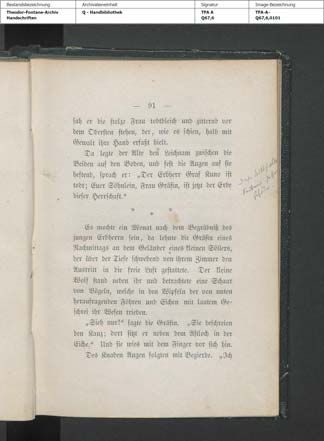 Bestandsbezeichnung Archivalieneinheit Signatur Image-Bezeichnung
Theodor-Fontane-Archiv Q - Handbibliothek TFA A TFA-A-
Handschriften Q67,6 Q67,6,0101
— 91 —
sah er die stolze Frau todtbleich und zitternd vor
dem Obersten stehen, der, wie es schien, halb mit
Gewalt ihre Hand erfaßt hielt.
Da legte der Alte den Leichnam zwischen die
Beiden auf den Boden, und fest die Augen auf sie
heftend, sprach er: „Der Erbherr Graf Kuno ist
todt; Euer Söhnlein, Frau Gräfin, ist jetzt der Erbe
dieser Herrschaft.“
* * *
Es mochte ein Monat nach dem Begräbniß des
jungen Erbherrn sein, da lehnte die Gräfin eines
Nachmittags an dem Geländer eines kleinen Söllers,
der über der Tiefe schwebend von ihrem Zimmer den
Austritt in die freie Luft gestattete. Der kleine
Wolf stand neben ihr und betrachtete eine Schaar
von Vögeln, welche in den Wipfeln der von unten
heraufragenden Föhren und Eichen mit lautem Ge-
schrei ihr Wesen trieben.
„Sieh nur!“ sagte die Gräfin. „Sie beschreien
den Kauz; dort sitzt er neben dem Astloch in der
Eiche.“ Und sie wies mit dem Finger vor sich hin.
Des Knaben Augen folgten mit Begierde. „Ich